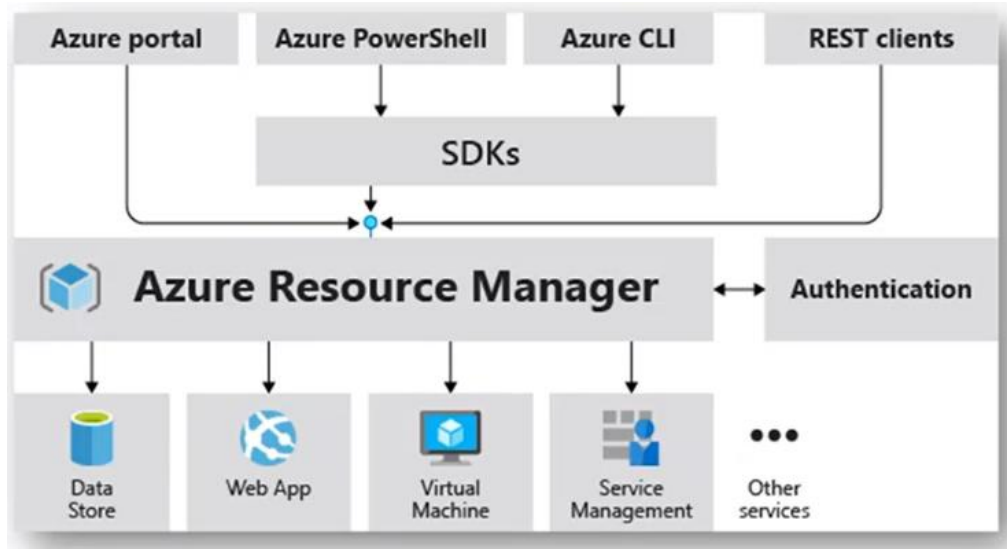 Azure portal
Azure PowerShell
Azure CLI
REST clients
SDKs
Azure Resource Manager
Authentication
Data
Store
Web App
Virtual
Machine
Service
Management
Other
services